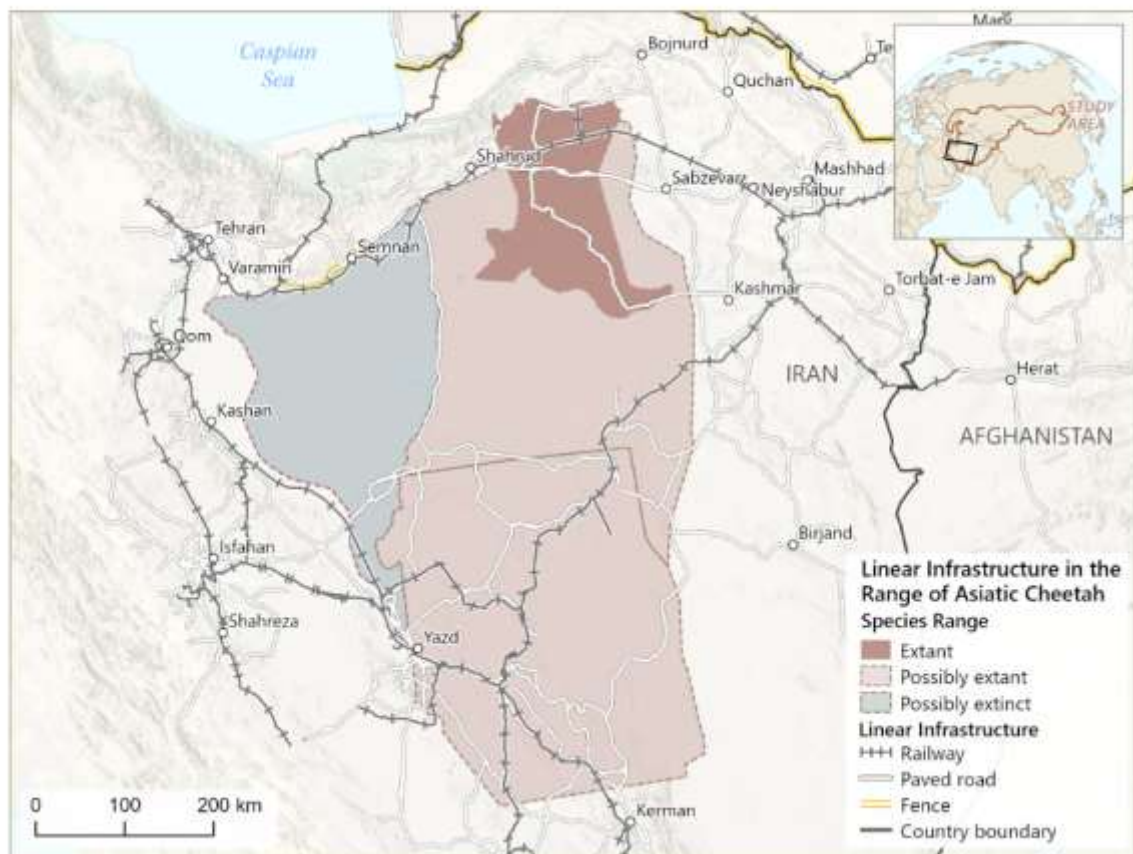 Caspian
Sea
Bojnurd
Quchan
STUDY
AREA
Shahrud
Sabzevar
Neyshabur
Mashhad
Tehran
Varamin
Semnan
Kashmar
Torbat-e Jam
Qom
IRAN
Herat
Kashan
AFGHANISTAN
Isfahan
Birjand
Shahreza
Yazd
Kerman
Linear Infrastructure in the
Range of Asiatic Cheetah
Species Range
Extant
Possibly extant
Possibly extinct
Linear Infrastructure
Railway
Paved road
Fence
Country boundary
0 100 200 km